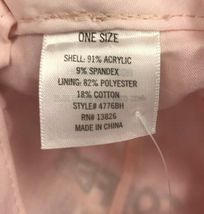 ONE SIZE
SHELL: 91% ACRYLIC
9% SPANDEX
LINING: 82% POLYESTER
18% COTTON
STYLE# 4776BH
RN# 13826
MADE IN CHINA